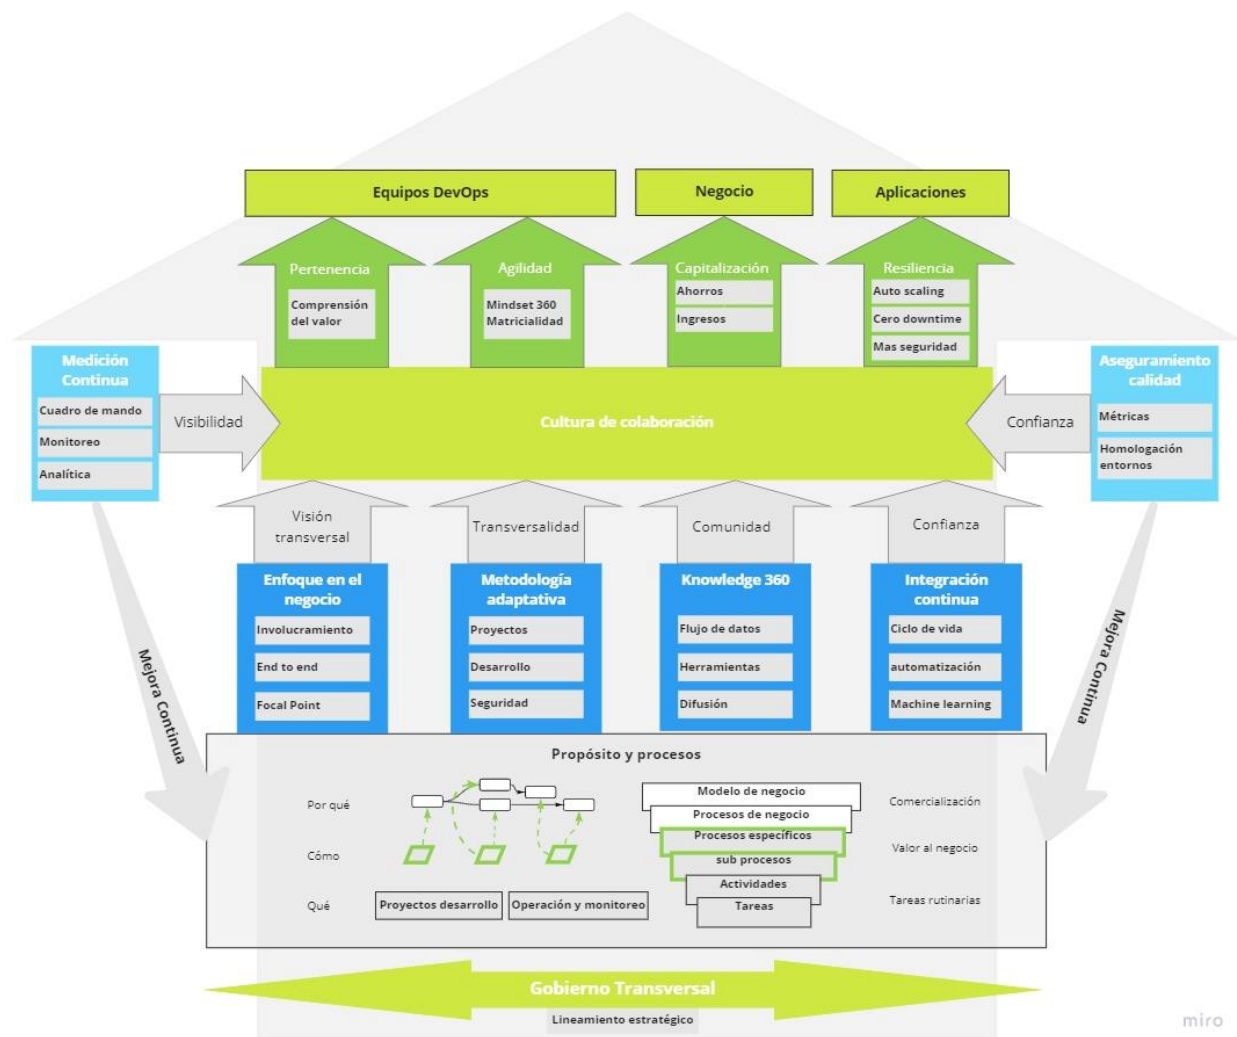 Equipos DevOps
Negocio
Aplicaciones
Pertenencia
Comprensión
del valor
Agilidad
Mindset 360
Matricialidad
Capitalización
Ahorros
Ingresos
Resiliencia
Auto scaling
Cero downtime
Mas seguridad
Medición
Continua
Cuadro de mando
Monitoreo
Analítica
Visibilidad
Cultura de colaboración
Confianza
Aseguramiento
calidad
Métricas
Homologación
entornos
Visión
transversal
Transversalidad
Comunidad
Confianza
Enfoque en el
negocio
Involucramiento
End to end
Focal Point
Metodología
adaptativa
Proyectos
Desarrollo
Seguridad
Knowledge 360
Flujo de datos
Herramientas
Difusión
Integración
continua
Ciclo de vida
automatización
Machine learning
Mejora Continua
Mejora Continua
Propósito y procesos
Por qué
Cómo
Qué
Proyectos desarrollo
Operación y monitoreo
Modelo de negocio
Procesos de negocio
Procesos específicos
sub procesos
Actividades
Tareas
Comercialización
Valor al negocio
Tareas rutinarias
Gobierno Transversal
Lineamiento estratégico
miro